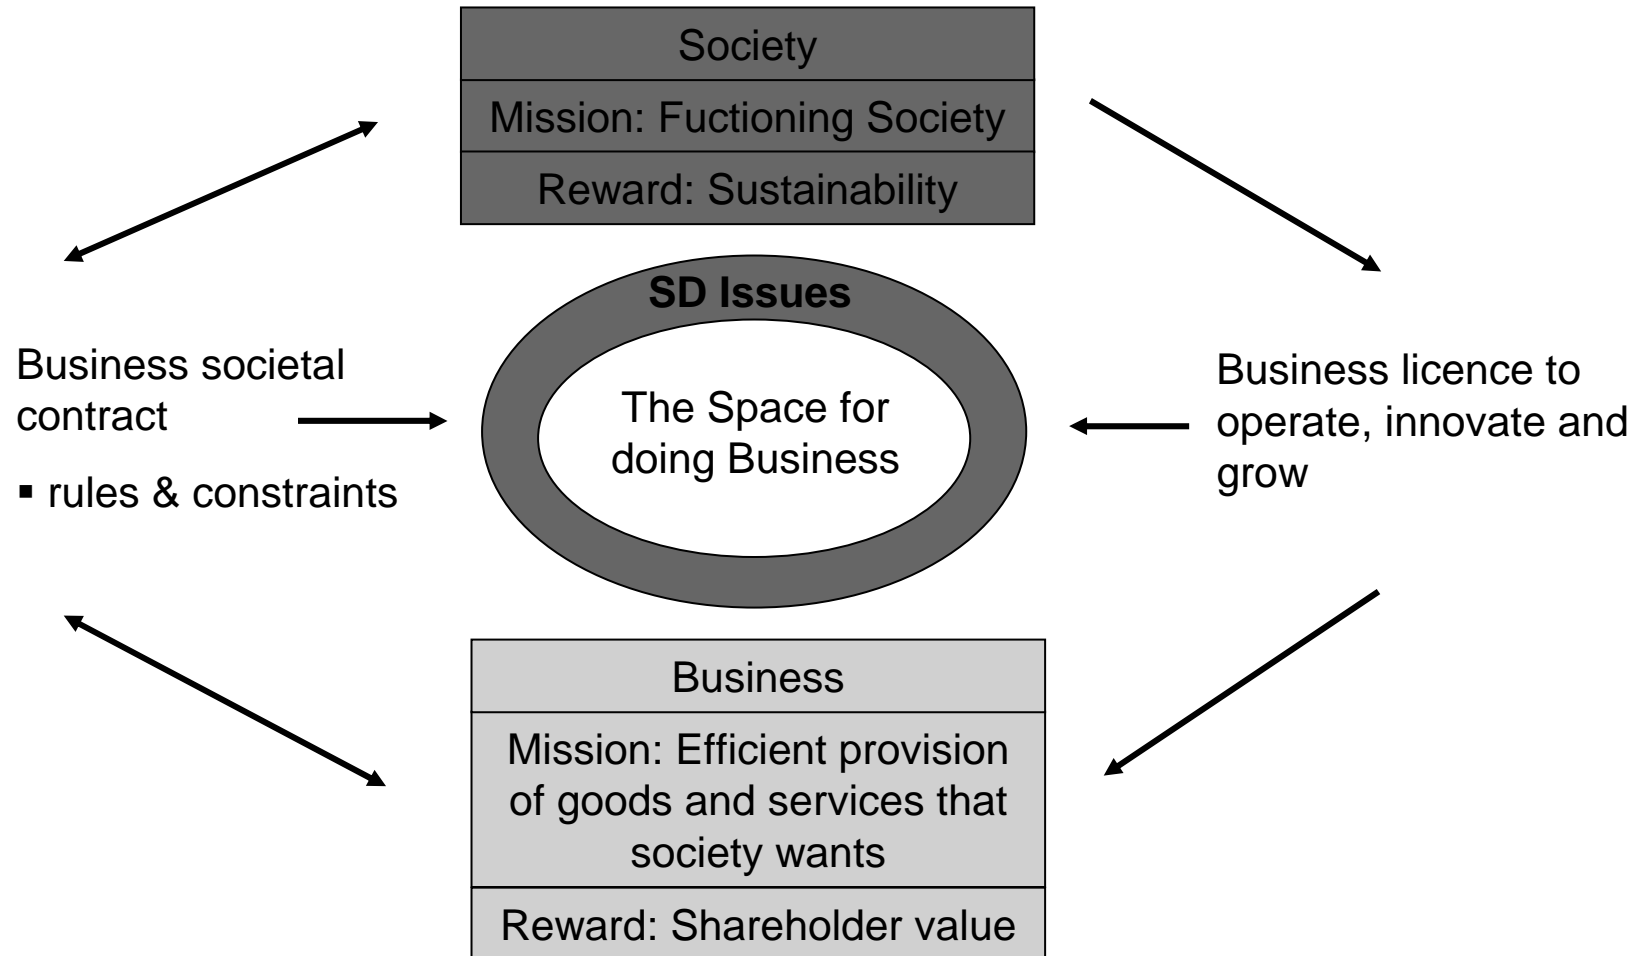 Society
Mission: Fuctioning Society
Reward: Sustainability
SD Issues
Business societal
contract
▪ rules & constraints
The Space for
doing Business
Business licence to
operate, innovate and
grow
Business
Mission: Efficient provision
of goods and services that
society wants
Reward: Shareholder value